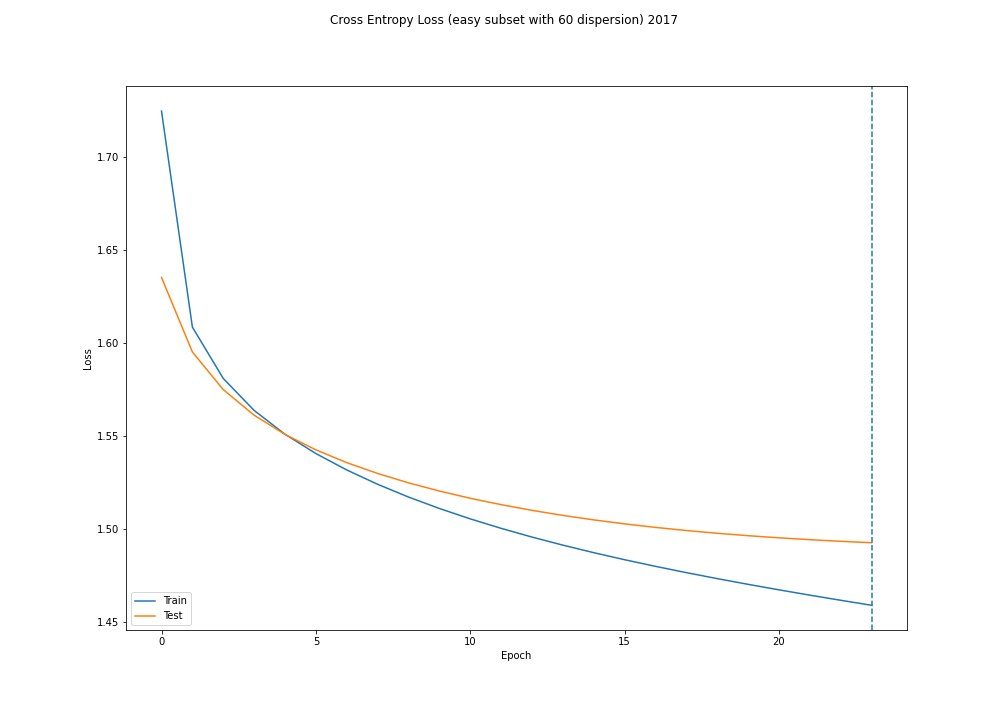 Cross Entropy Loss (easy subset with 60 dispersion) 2017
1.70
1.65
1.60
1.55
1.50
1.45
Loss
Train
Test
0 5 10 15 20
Epoch